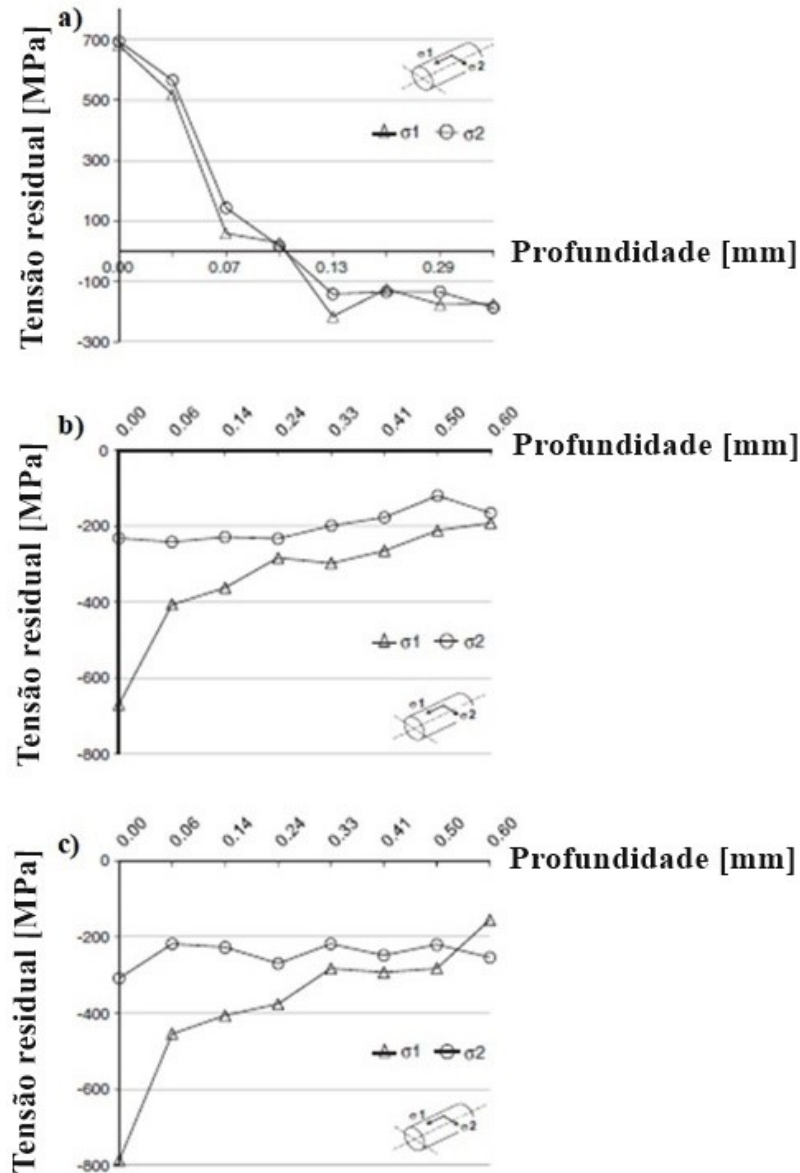 a)
Tensão residual [MPa]
700
500
300
100
-100
-300
σ1
σ2
σ1 σ2
0.00 0.07 0.13 0.29
Profundidade [mm]
b)
0.00 0.06 0.14 0.24 0.33 0.41 0.50 0.60
Profundidade [mm]
Tensão residual [MPa]
0
-200
-400
-600
-800
σ1 σ2
σ1
σ2
c)
0.00 0.06 0.14 0.24 0.33 0.41 0.50 0.60
Profundidade [mm]
Tensão residual [MPa]
0
-200
-400
-600
-800
σ1 σ2
σ1
σ2